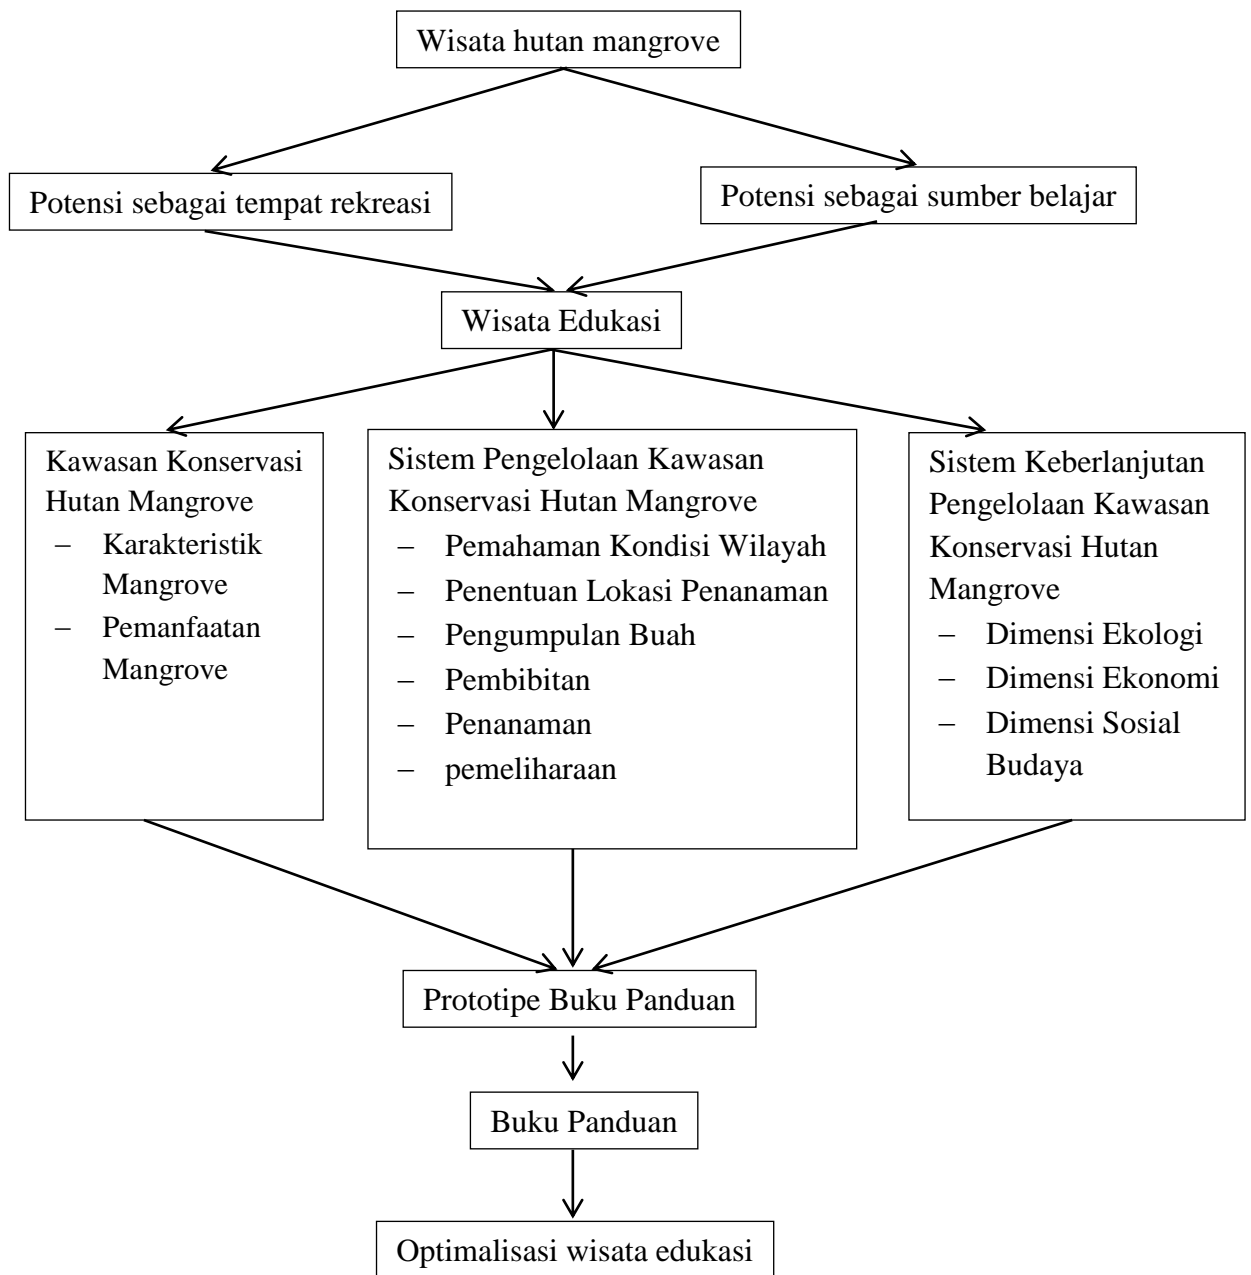 Wisata hutan mangrove
Potensi sebagai tempat rekreasi
Potensi sebagai sumber belajar
Wisata Edukasi
Kawasan Konservasi
Hutan Mangrove
– Karakteristik
Mangrove
– Pemanfaatan
Mangrove
Sistem Pengelolaan Kawasan
Konservasi Hutan Mangrove
– Pemahaman Kondisi Wilayah
– Penentuan Lokasi Penanaman
– Pengumpulan Buah
– Pembibitan
– Penanaman
– pemeliharaan
Sistem Keberlanjutan
Pengelolaan Kawasan
Konservasi Hutan
Mangrove
– Dimensi Ekologi
– Dimensi Ekonomi
– Dimensi Sosial
Budaya
Prototipe Buku Panduan
Buku Panduan
Optimalisasi wisata edukasi